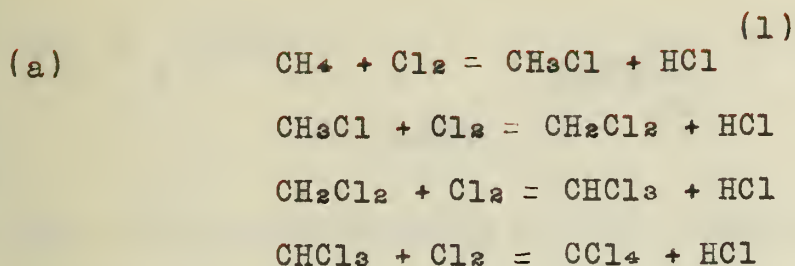 (1)
(a) CH₄ + Cl₂ = CH₃Cl + HCl
CH₃Cl + Cl₂ = CH₂Cl₂ + HCl
CH₂Cl₂ + Cl₂ = CHCl₃ + HCl
CHCl₃ + Cl₂ = CCl₄ + HCl